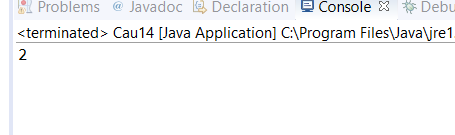 Problems @ Javadoc Declaration Console Debu
<terminated> Cau14 [Java Application] C:\Program Files\Java\jre1.
2